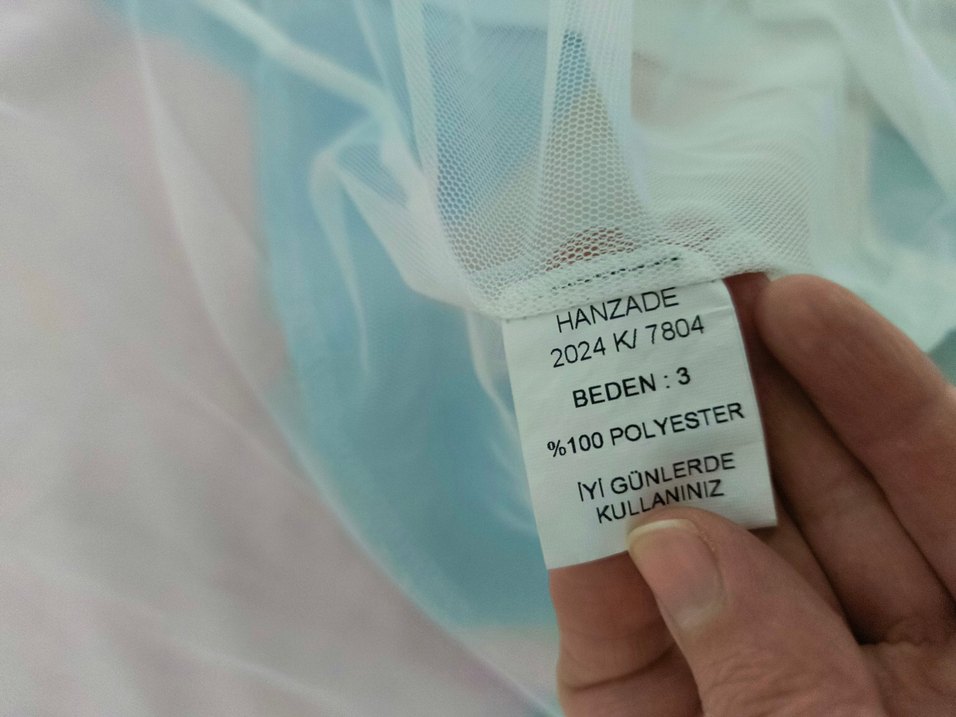 HANZADE
2024 K/ 7804
BEDEN : 3
%100 POLYESTER
İYİ GÜNLERDE
KULLANINIZ